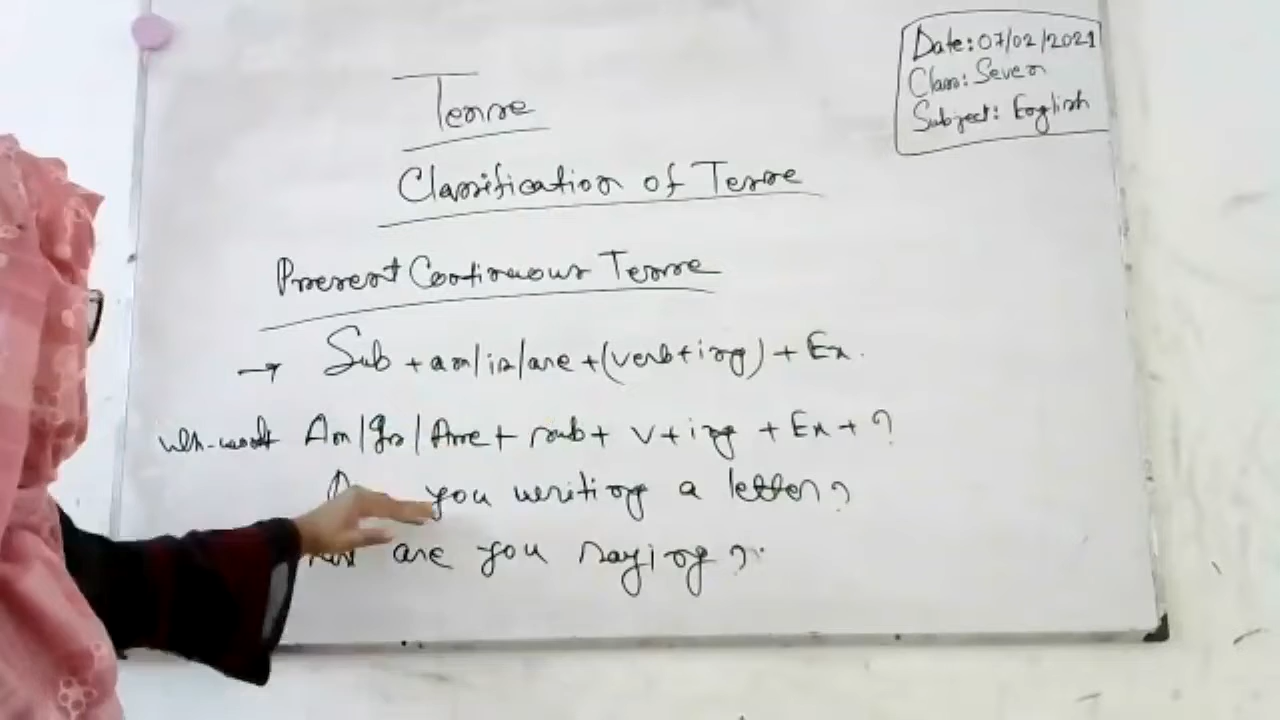 Date: 07/02/2021
Class: Seven
Subject: English
Tense
Classification of Tense
Present Continuous Tense
→ Sub + am/is/are + (verb+ing) + Ex.
Wh-word Am/Is/Are + sub + v+ing + Ex + ?
you writing a letter?
are you saying?